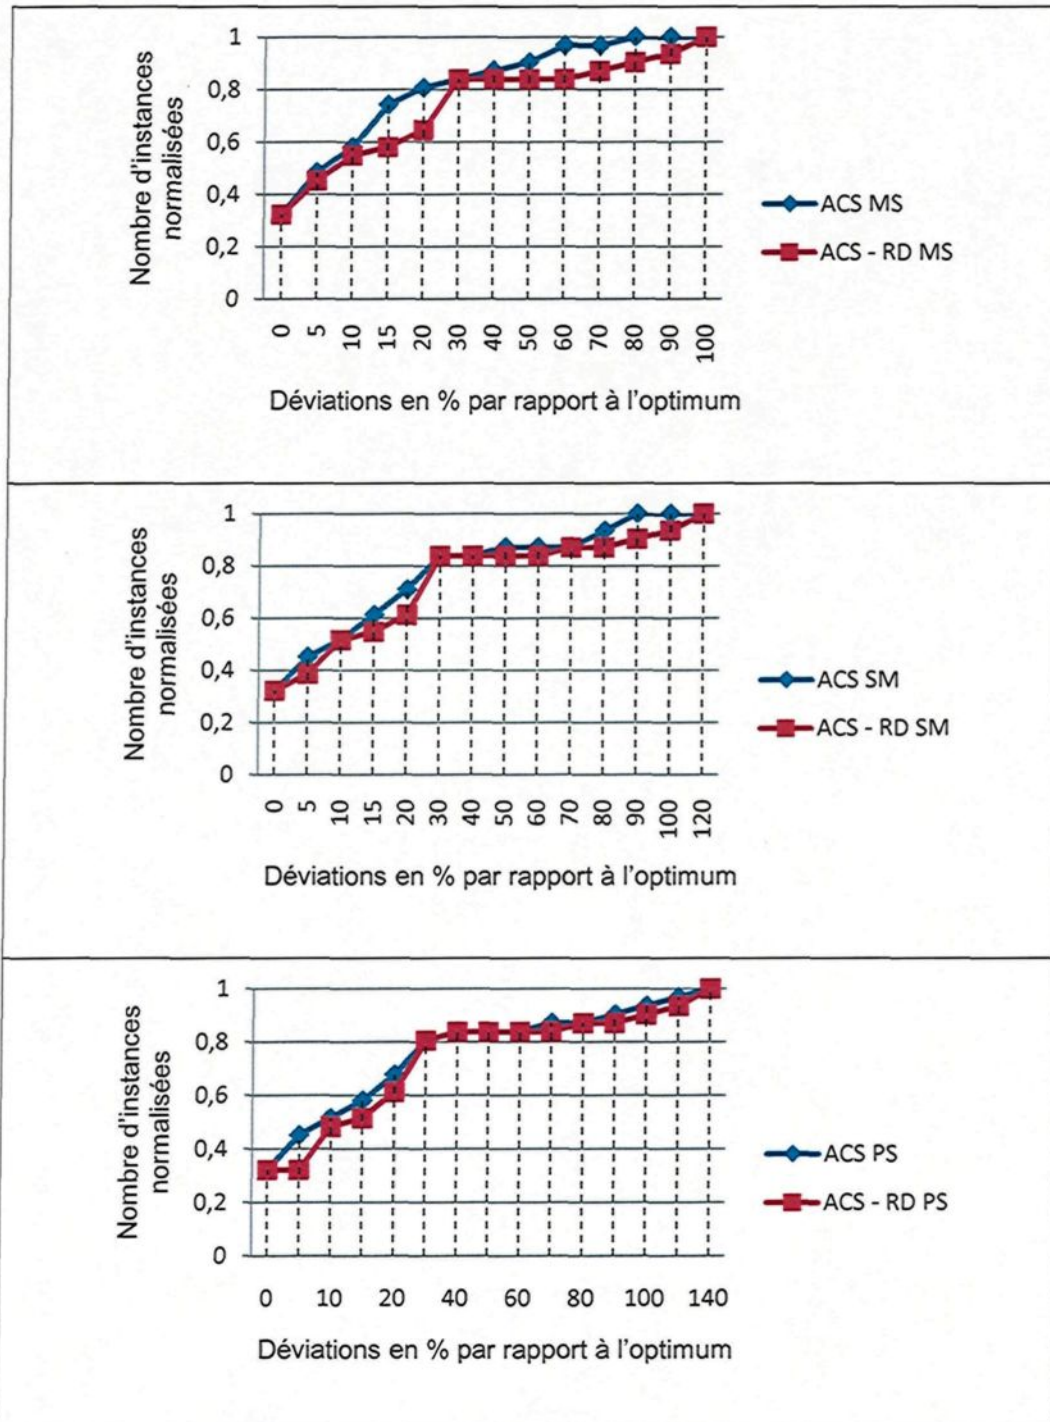 Nombre d'instances
normalisées
1
0,8
0,6
0,4
0,2
0
0 5 10 15 20 30 40 50 60 70 80 90 100
Déviations en % par rapport à l'optimum
ACS MS
ACS - RD MS
Nombre d'instances
normalisées
1
0,8
0,6
0,4
0,2
0
0 5 10 15 20 30 40 50 60 70 80 90 100 120
Déviations en % par rapport à l'optimum
ACS SM
ACS - RD SM
Nombre d'instances
normalisées
1
0,8
0,6
0,4
0,2
0
0 10 20 40 60 80 100 140
Déviations en % par rapport à l'optimum
ACS PS
ACS - RD PS